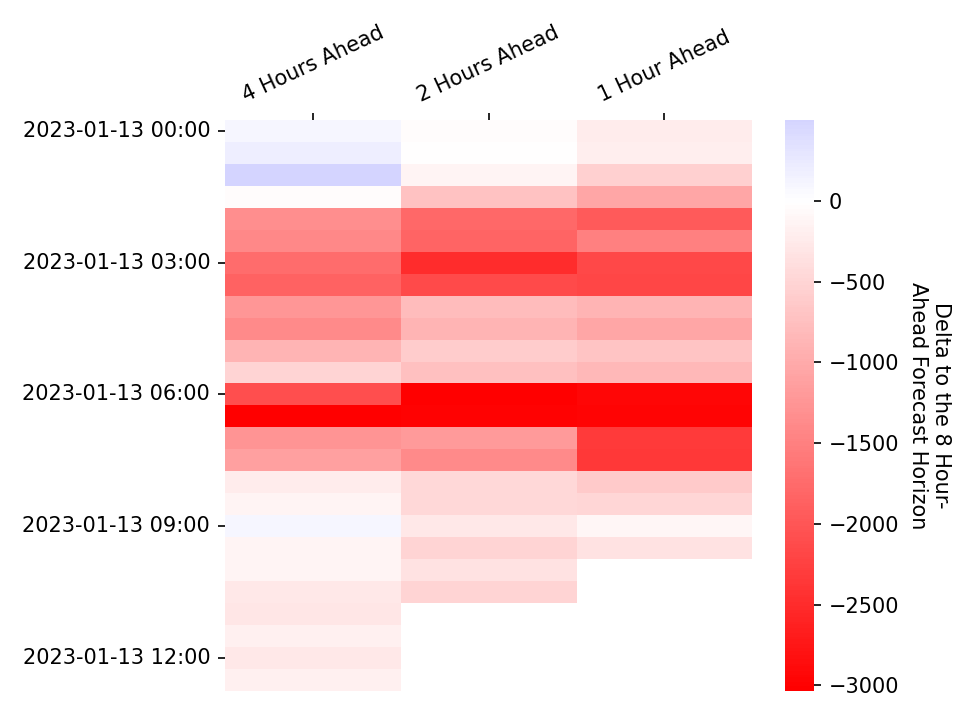 4 Hours Ahead
2 Hours Ahead
1 Hour Ahead
2023-01-13 00:00
2023-01-13 03:00
2023-01-13 06:00
2023-01-13 09:00
2023-01-13 12:00
0
−500
−1000
−1500
−2000
−2500
−3000
Delta to the 8 Hour-
Ahead Forecast Horizon